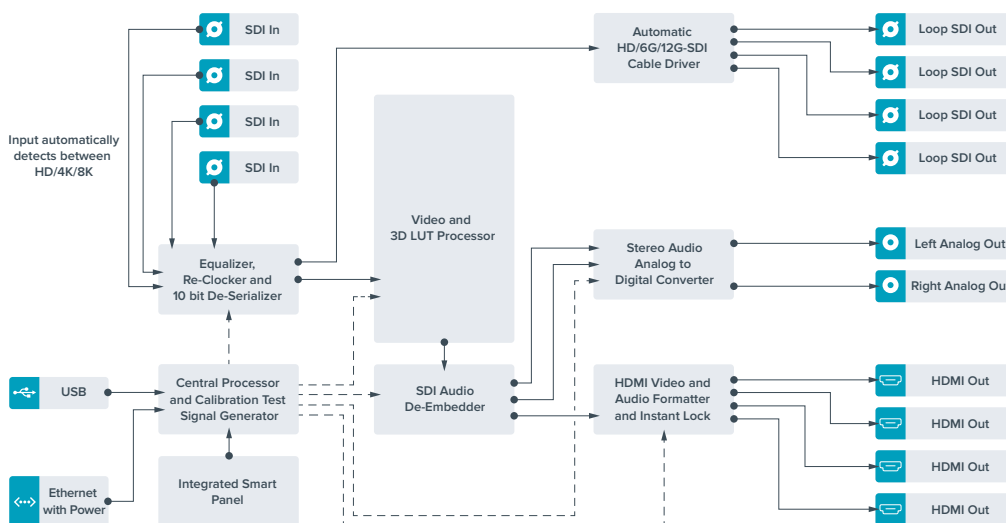 SDI In
SDI In
SDI In
SDI In
Input automatically
detects between
HD/4K/8K
Automatic
HD/6G/12G-SDI
Cable Driver
Loop SDI Out
Loop SDI Out
Loop SDI Out
Loop SDI Out
Video and
3D LUT Processor
Equalizer,
Re-Clocker and
10 bit De-Serializer
Stereo Audio
Analog to
Digital Converter
Left Analog Out
Right Analog Ou
USB
Central Processor
and Calibration Test
Signal Generator
SDI Audio
De-Embedder
HDMI Video and
Audio Formatter
and Instant Lock
HDMI Out
HDMI Out
HDMI Out
HDMI Out
Ethernet
with Power
Integrated Smart
Panel